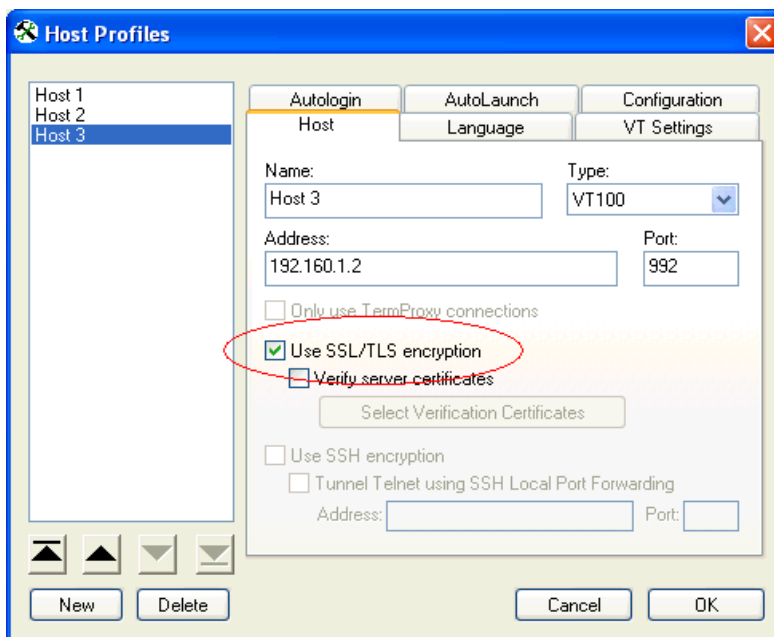 Host Profiles
Host 1
Host 2
Host 3
Autologin AutoLaunch Configuration
Host Language VT Settings
Name: Type:
Host 3 VT100
Address: Port:
192.160.1.2 992
Only use TermProxy connections
Use SSL/TLS encryption
Verify server certificates
Select Verification Certificates
Use SSH encryption
Tunnel Telnet using SSH Local Port Forwarding
Address: Port:
New Delete Cancel OK